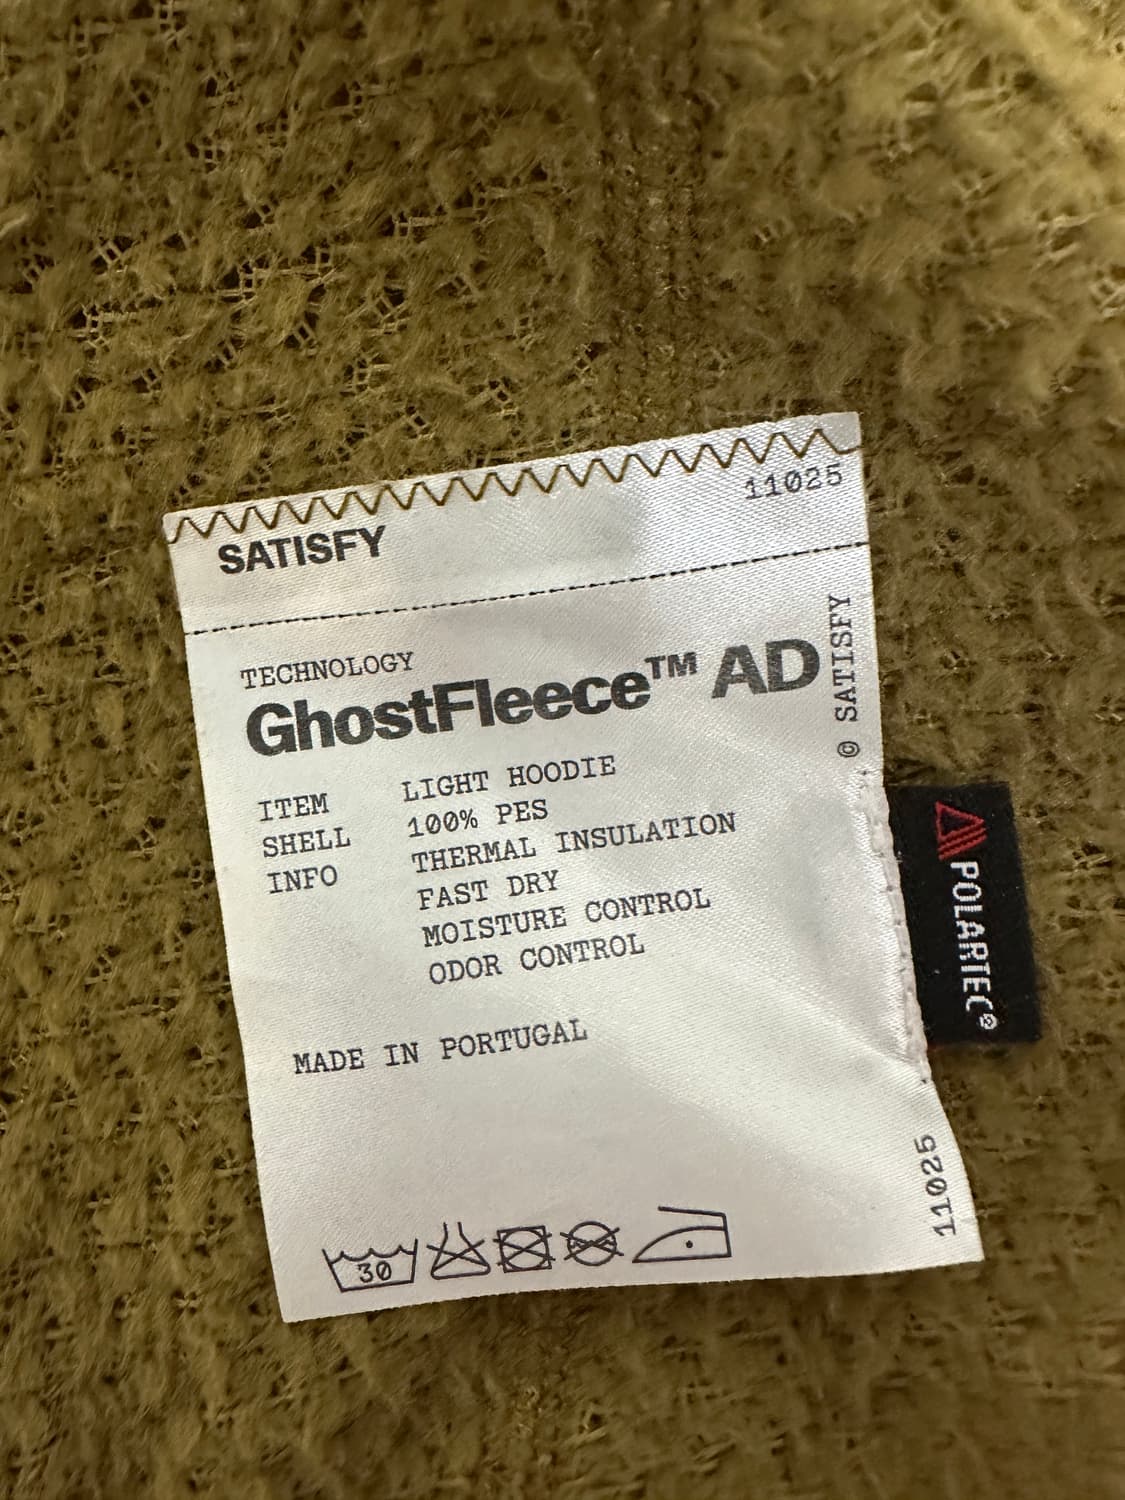 11025
SATISFY
TECHNOLOGY
GhostFleece™ AD
© SATISFY
ITEM LIGHT HOODIE
SHELL 100% PES
INFO THERMAL INSULATION
FAST DRY
MOISTURE CONTROL
ODOR CONTROL
POLARTEC®
MADE IN PORTUGAL
11025
30